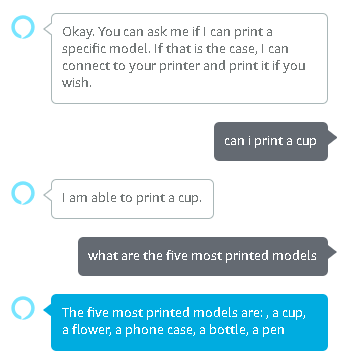 Okay. You can ask me if I can print a
specific model. If that is the case, I can
connect to your printer and print it if you
wish.
can i print a cup
I am able to print a cup.
what are the five most printed models
The five most printed models are: , a cup,
a flower, a phone case, a bottle, a pen